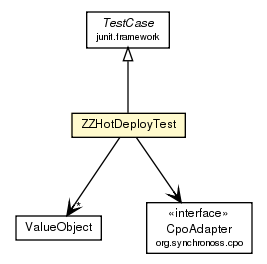 TestCase
junit.framework
ZZHotDeployTest
*
ValueObject
«interface»
CpoAdapter
org.synchronoss.cpo